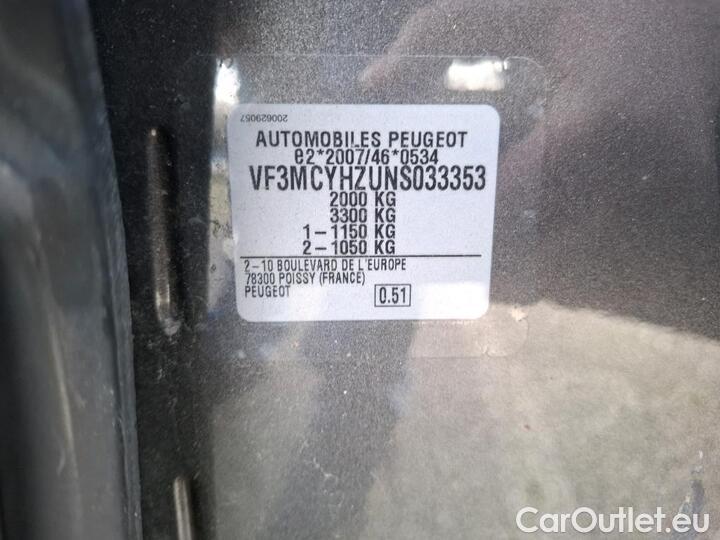 200629057
AUTOMOBILES PEUGEOT
e2*2007/46*0534
VF3MCYHZUNS033353
2000 KG
3300 KG
1-1150 KG
2-1050 KG
2-10 BOULEVARD DE L'EUROPE
78300 POISSY (FRANCE)
PEUGEOT
0.51
CarOutlet.eu